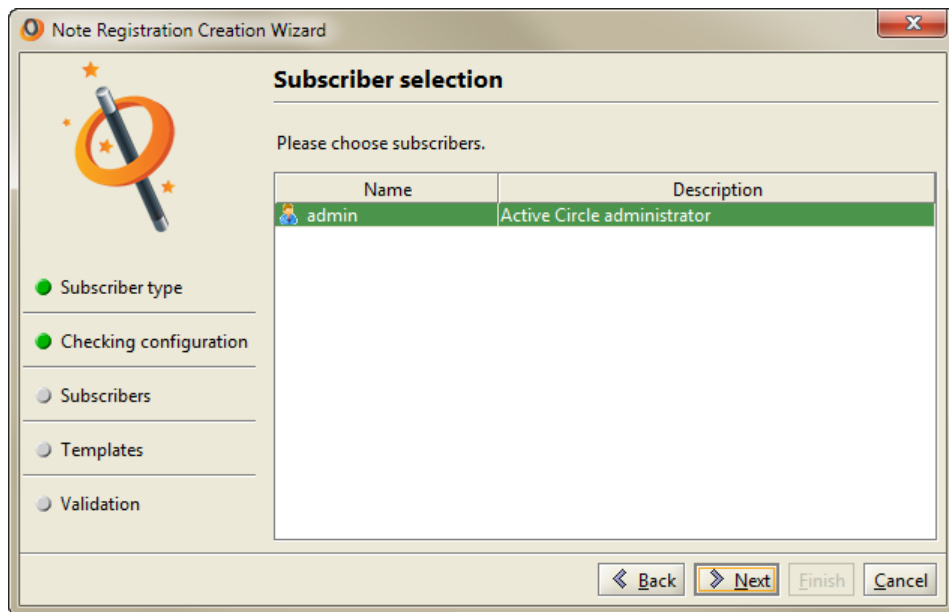 Note Registration Creation Wizard
Subscriber selection
Please choose subscribers.
Name Description
admin Active Circle administrator
Subscriber type
Checking configuration
Subscribers
Templates
Validation
Back Next Finish Cancel